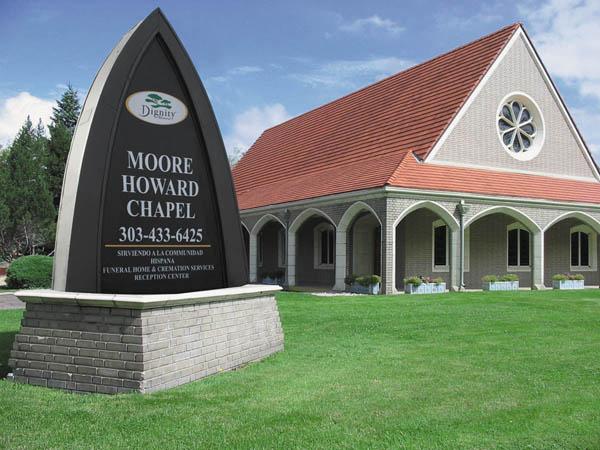 Dignity
MOORE
HOWARD
CHAPEL
303-433-6425
SIRVIENDO A LA COMUNIDAD
HISPANA
FUNERAL HOME & CREMATION SERVICES
RECEPTION CENTER